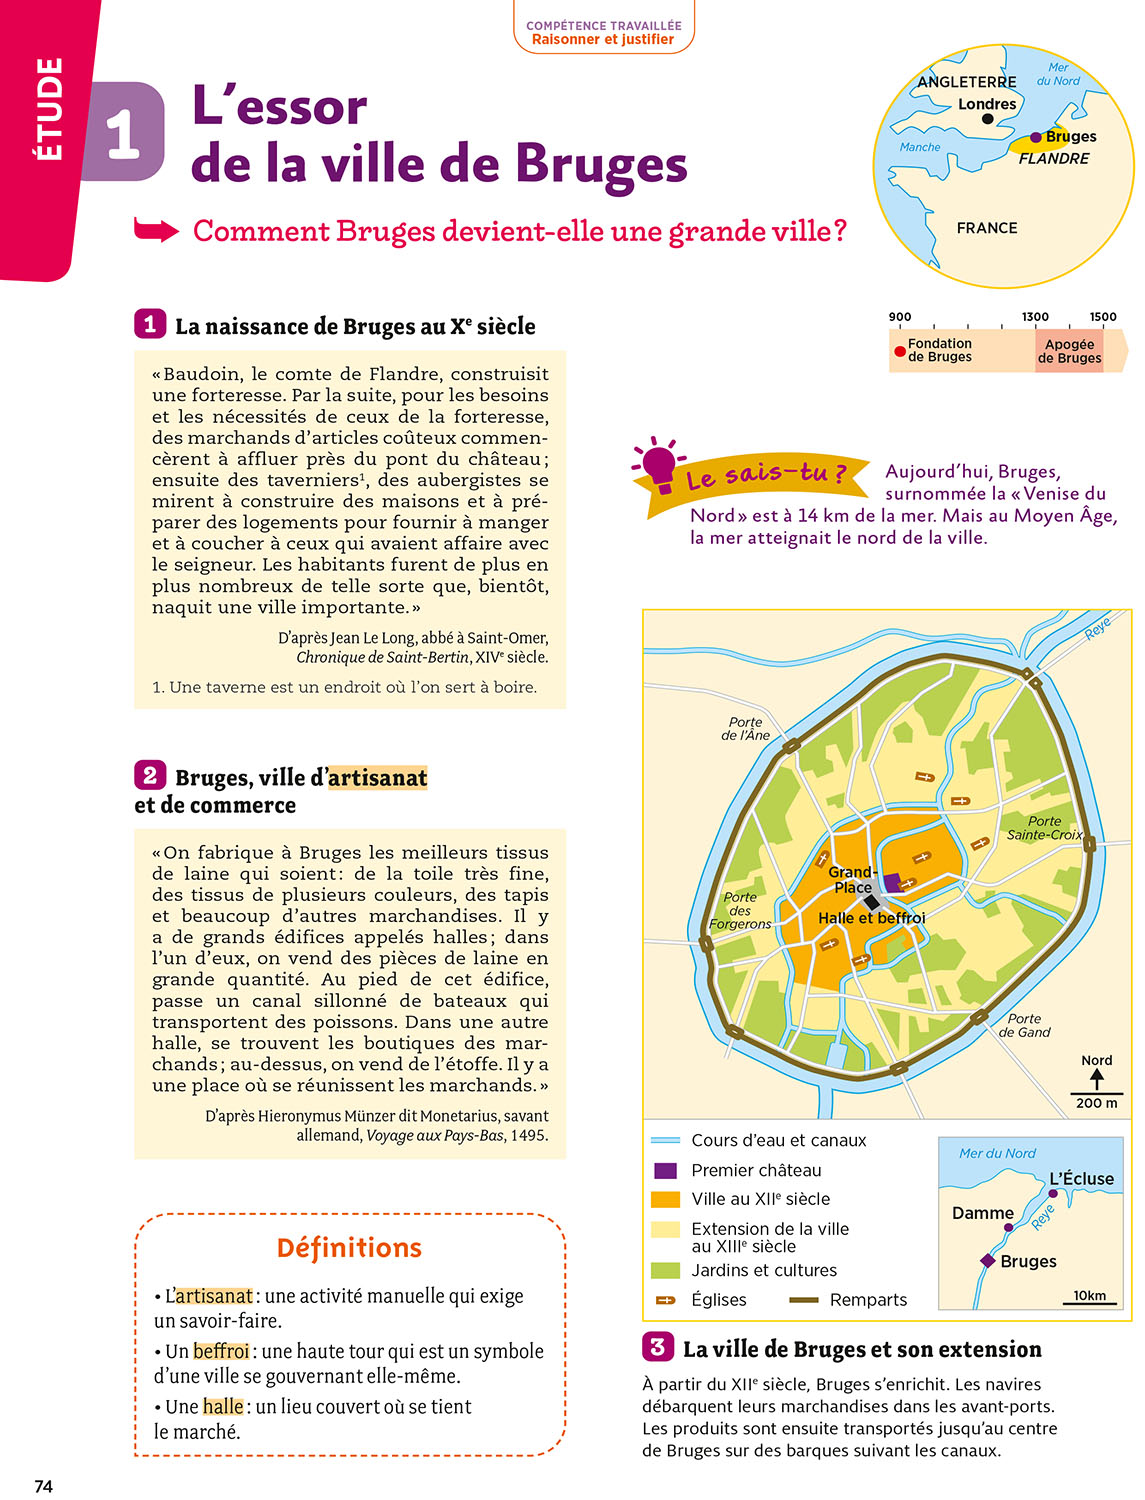 COMPÉTENCE TRAVAILLÉE
Raisonner et justifier
ÉTUDE
1
L'essor
de la ville de Bruges
Comment Bruges devient-elle une grande ville ?
ANGLETERRE
Londres
Mer
du Nord
Manche
Bruges
FLANDRE
FRANCE
900 1300 1500
Fondation
de Bruges
Apogée
de Bruges
1 La naissance de Bruges au Xe siècle
« Baudoin, le comte de Flandre, construisit
une forteresse. Par la suite, pour les besoins
et les nécessités de ceux de la forteresse,
des marchands d'articles coûteux commen-
cèrent à affluer près du pont du château ;
ensuite des taverniers1, des aubergistes se
mirent à construire des maisons et à pré-
parer des logements pour fournir à manger
et à coucher à ceux qui avaient affaire avec
le seigneur. Les habitants furent de plus en
plus nombreux de telle sorte que, bientôt,
naquit une ville importante. »
D'après Jean Le Long, abbé à Saint-Omer,
Chronique de Saint-Bertin, XIVe siècle.
1. Une taverne est un endroit où l'on sert à boire.
Le sais-tu ?
Aujourd'hui, Bruges,
surnommée la « Venise du
Nord » est à 14 km de la mer. Mais au Moyen Âge,
la mer atteignait le nord de la ville.
2 Bruges, ville d'artisanat
et de commerce
« On fabrique à Bruges les meilleurs tissus
de laine qui soient : de la toile très fine,
des tissus de plusieurs couleurs, des tapis
et beaucoup d'autres marchandises. Il y
a de grands édifices appelés halles ; dans
l'un d'eux, on vend des pièces de laine en
grande quantité. Au pied de cet édifice,
passe un canal sillonné de bateaux qui
transportent des poissons. Dans une autre
halle, se trouvent les boutiques des mar-
chands ; au-dessus, on vend de l'étoffe. Il y a
une place où se réunissent les marchands. »
D'après Hieronymus Münzer dit Monetarius, savant
allemand, Voyage aux Pays-Bas, 1495.
Définitions
• L'artisanat : une activité manuelle qui exige
un savoir-faire.
• Un beffroi : une haute tour qui est un symbole
d'une ville se gouvernant elle-même.
• Une halle : un lieu couvert où se tient
le marché.
Reye
Porte
de l'Âne
Porte
Sainte-Croix
Grand-
Place
Porte
des
Forgerons
Halle et beffroi
Porte
de Gand
Nord
200 m
Cours d'eau et canaux
Premier château
Ville au XIIe siècle
Extension de la ville
au XIIIe siècle
Jardins et cultures
Églises
Remparts
Mer du Nord
L'Écluse
Damme
Reye
Bruges
10km
3 La ville de Bruges et son extension
À partir du XIIe siècle, Bruges s'enrichit. Les navires
débarquent leurs marchandises dans les avant-ports.
Les produits sont ensuite transportés jusqu'au centre
de Bruges sur des barques suivant les canaux.
74